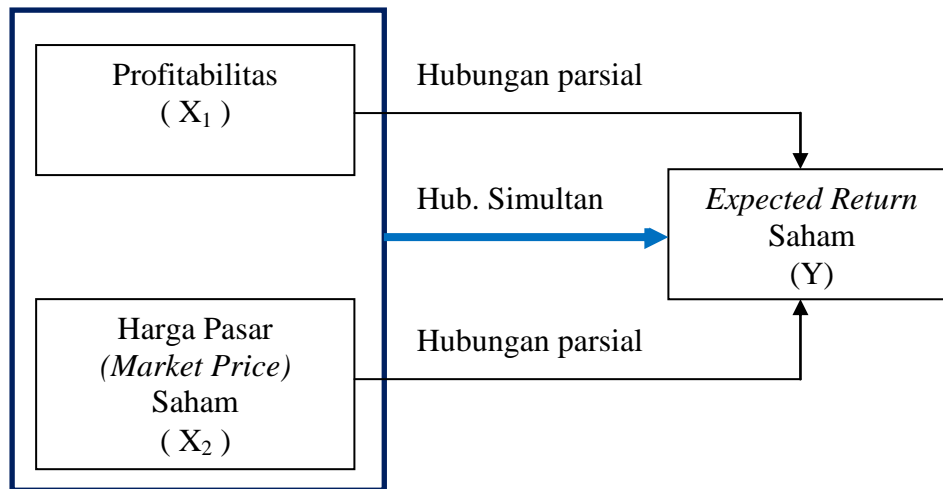 Profitabilitas
( X₁ )
Hubungan parsial
Hub. Simultan
Expected Return
Saham
(Y)
Harga Pasar
(Market Price)
Saham
( X₂ )
Hubungan parsial